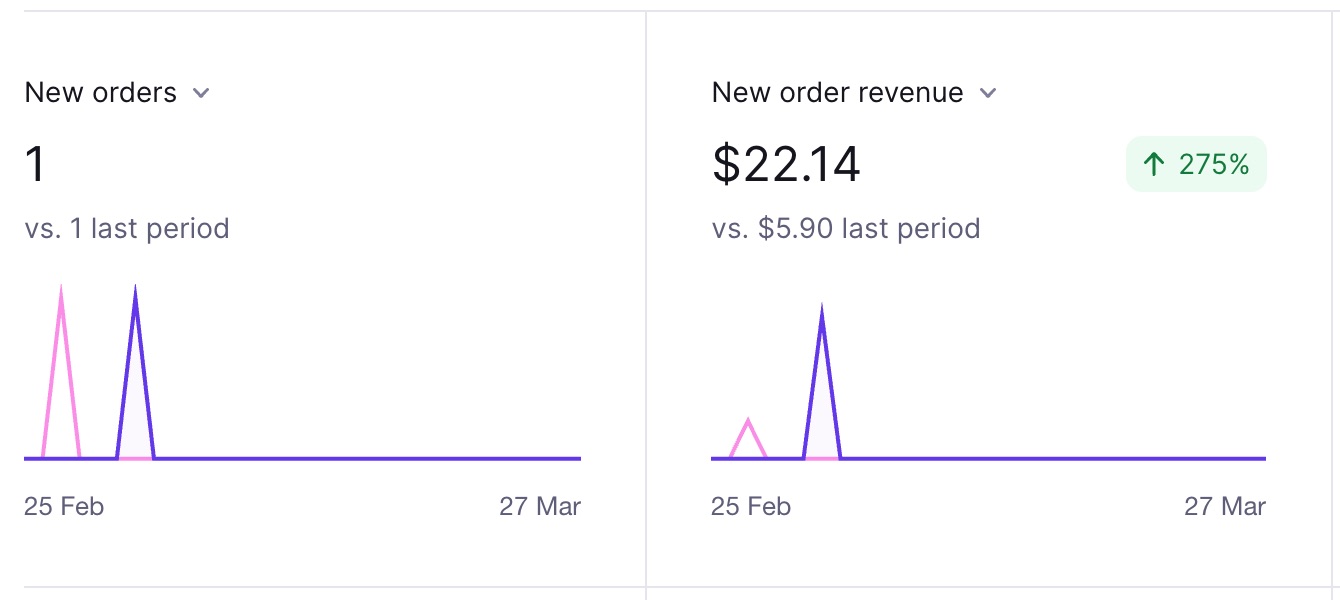 New orders
1
vs. 1 last period
25 Feb
27 Mar
New order revenue
$22.14
275%
vs. $5.90 last period
25 Feb
27 Mar